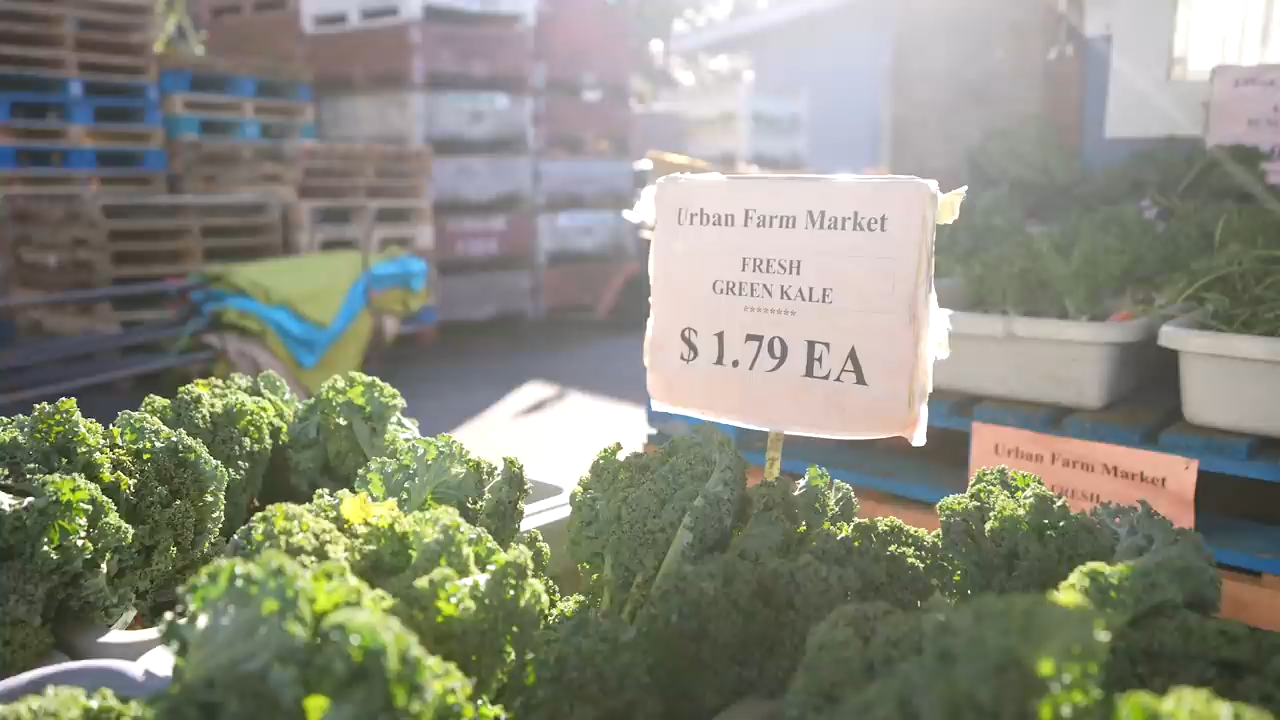 Urban Farm Market
FRESH
GREEN KALE
********
$ 1.79 EA
Urban Farm Market
FRESH